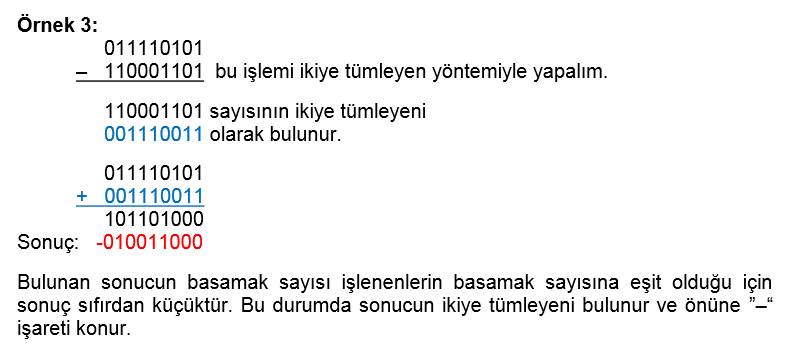 Örnek 3:
011110101
– 110001101 bu işlemi ikiye tümleyen yöntemiyle yapalım.
110001101 sayısının ikiye tümleyeni
001110011 olarak bulunur.
011110101
+ 001110011
101101000
Sonuç: -010011000
Bulunan sonucun basamak sayısı işlenenlerin basamak sayısına eşit olduğu için
sonuç sıfırdan küçüktür. Bu durumda sonucun ikiye tümleyeni bulunur ve önüne ”–“
işareti konur.